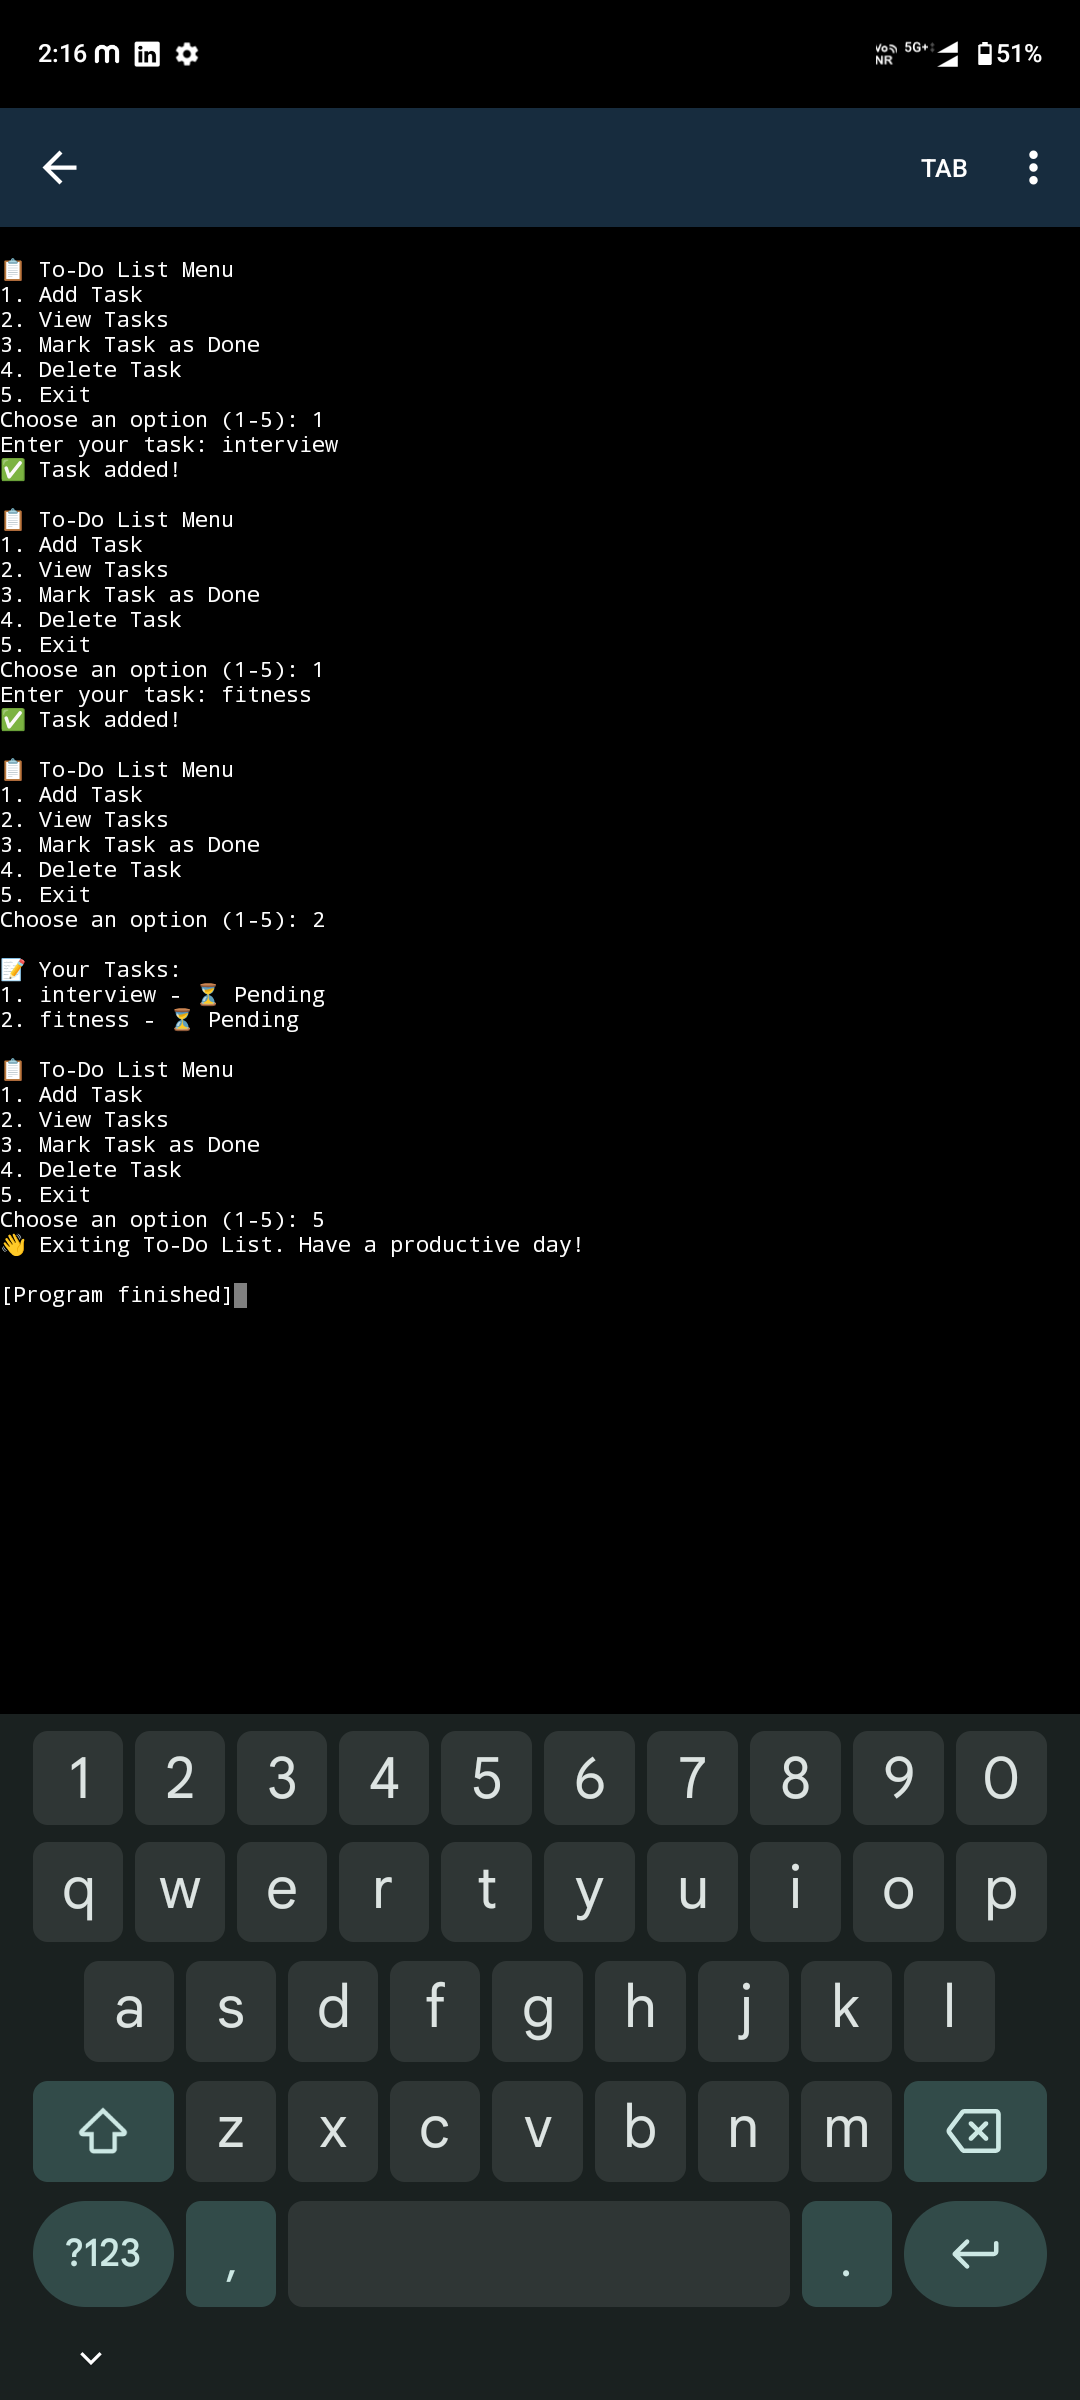 2:16 m in VoNR 5G+ 51%
TAB
📋 To-Do List Menu
1. Add Task
2. View Tasks
3. Mark Task as Done
4. Delete Task
5. Exit
Choose an option (1-5): 1
Enter your task: interview
✅ Task added!
📋 To-Do List Menu
1. Add Task
2. View Tasks
3. Mark Task as Done
4. Delete Task
5. Exit
Choose an option (1-5): 1
Enter your task: fitness
✅ Task added!
📋 To-Do List Menu
1. Add Task
2. View Tasks
3. Mark Task as Done
4. Delete Task
5. Exit
Choose an option (1-5): 2
📝 Your Tasks:
1. interview - ⏳ Pending
2. fitness - ⏳ Pending
📋 To-Do List Menu
1. Add Task
2. View Tasks
3. Mark Task as Done
4. Delete Task
5. Exit
Choose an option (1-5): 5
👋 Exiting To-Do List. Have a productive day!
[Program finished]
1 2 3 4 5 6 7 8 9 0
q w e r t y u i o p
a s d f g h j k l
z x c v b n m
?123 , .